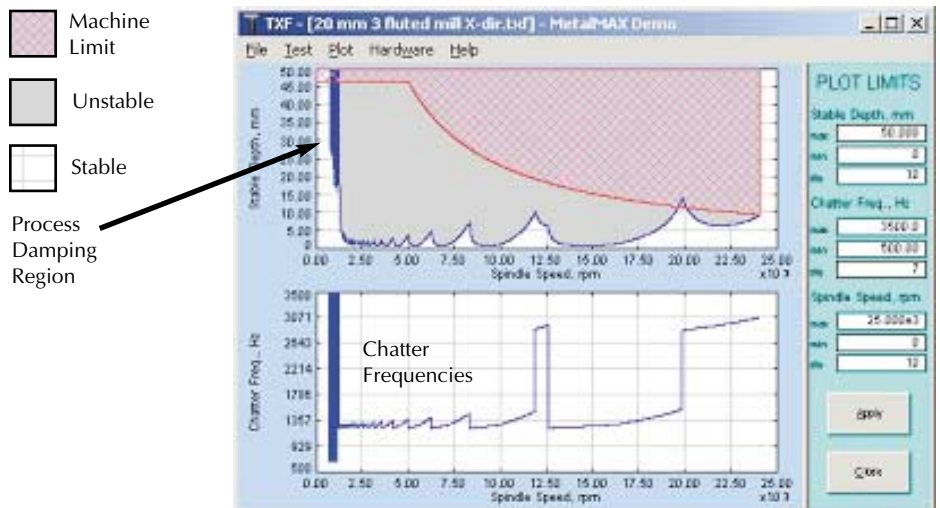 Machine
Limit
Unstable
Stable
Process
Damping
Region
TXF - [20 mm 3 fluted mill X-dir.txf] - MetalMAX Demo
File Test Plot Hardware Help
Stable Depth, mm
50.00
45.00
40.00
35.00
30.00
25.00
20.00
15.00
10.00
5.00
0.00
0.00 2.50 5.00 7.50 10.00 12.50 15.00 17.50 20.00 22.50 25.00
Spindle Speed, rpm
x10 3
Chatter Freq., Hz
3500
3071
2643
2214
1786
1357
929
500
Chatter
Frequencies
0.00 2.50 5.00 7.50 10.00 12.50 15.00 17.50 20.00 22.50 25.00
Spindle Speed, rpm
x10 3
PLOT LIMITS
Stable Depth, mm
max 50.000
min 0
div 10
Chatter Freq., Hz
max 3500.0
min 500.00
div 7
Spindle Speed, rpm
max 25.000e3
min 0
div 10
Apply
Close